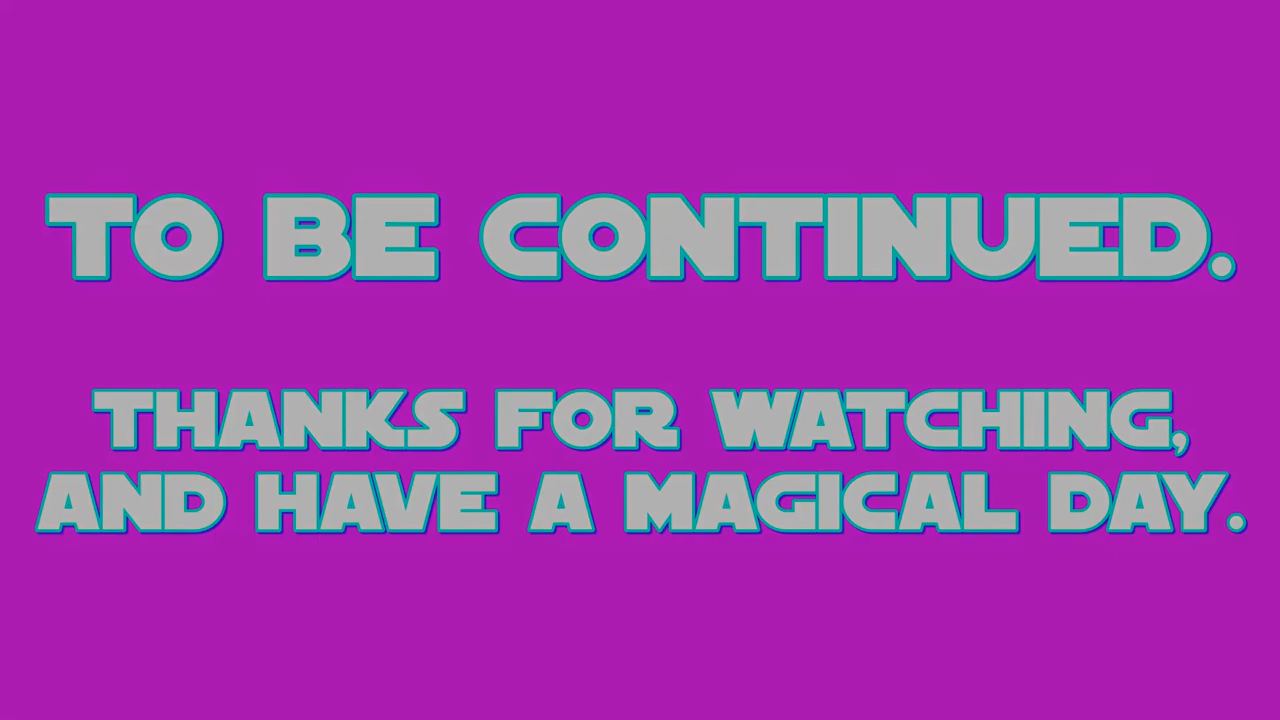 TO BE CONTINUED.
THANKS FOR WATCHING,
AND HAVE A MAGICAL DAY.